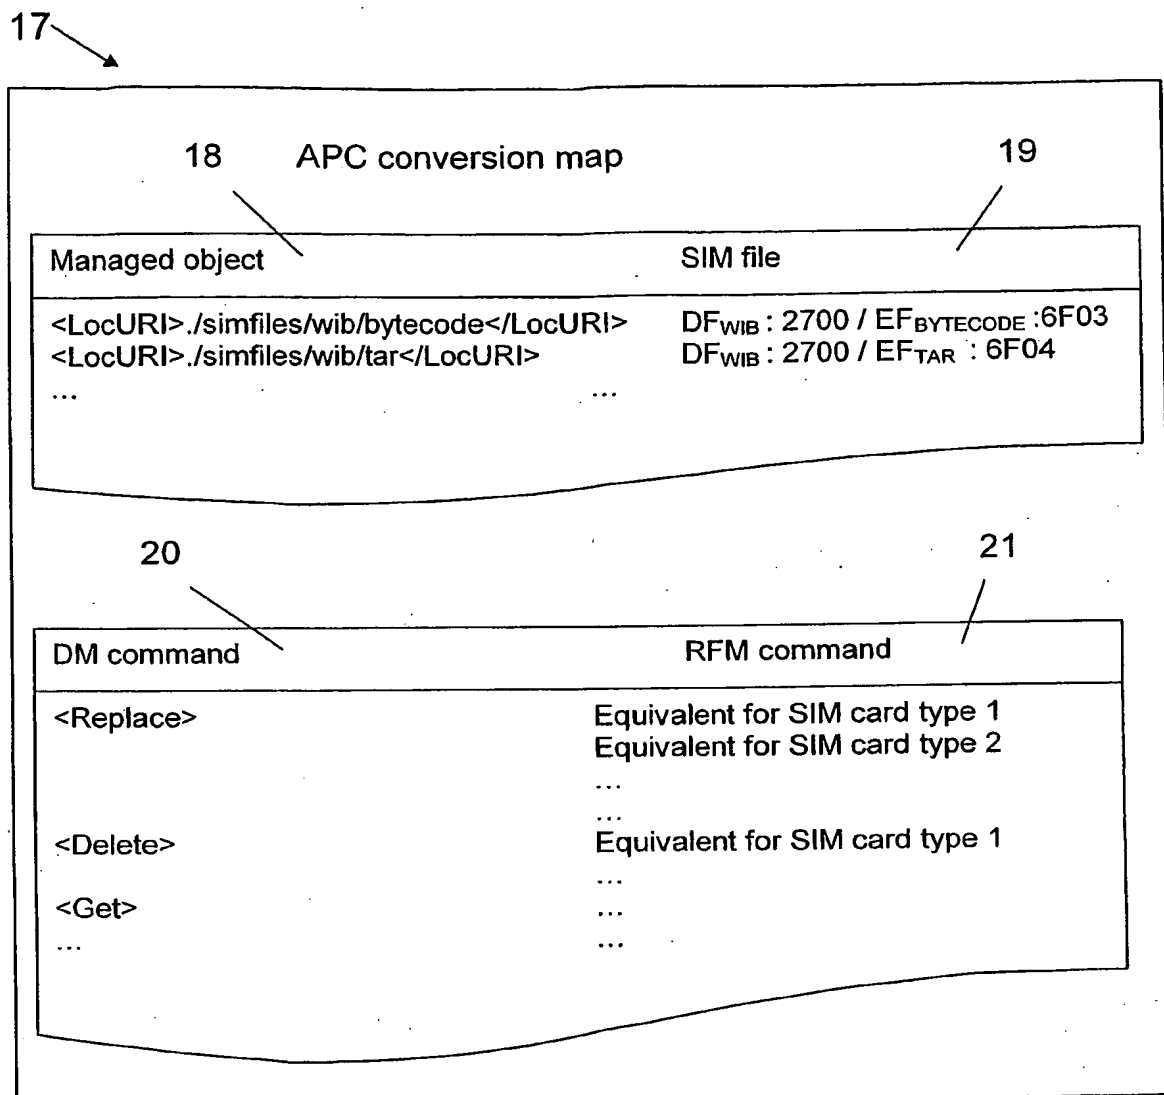 17
18 APC conversion map 19
Managed object SIM file
<LocURI>./simfiles/wib/bytecode</LocURI> DFWIB : 2700 / EFBYTECODE :6F03
<LocURI>./simfiles/wib/tar</LocURI> DFWIB : 2700 / EFTAR : 6F04
... ...
20 21
DM command RFM command
<Replace> Equivalent for SIM card type 1
Equivalent for SIM card type 2
...
...
<Delete> Equivalent for SIM card type 1
...
<Get> ...
... ...